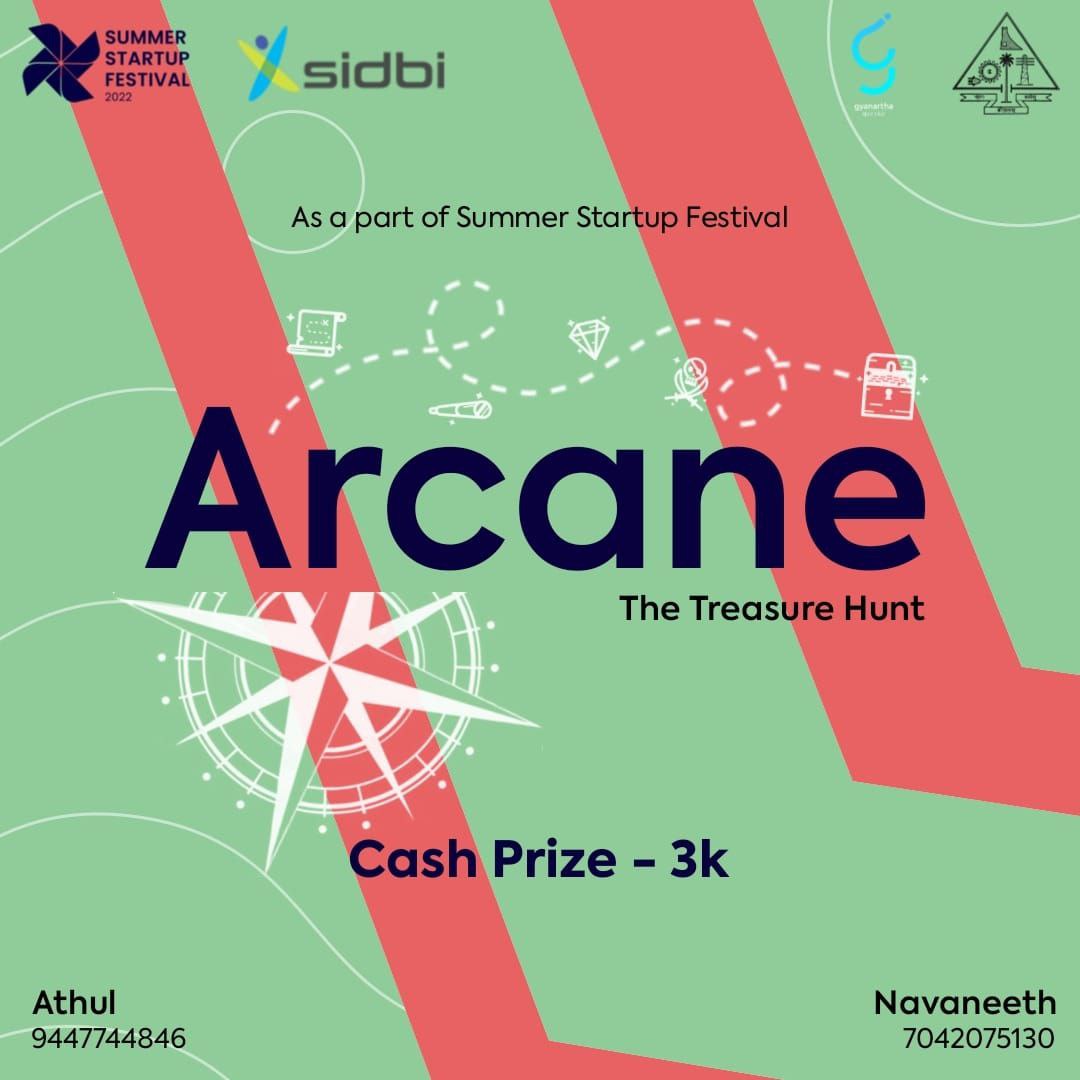 SUMMER
STARTUP
FESTIVAL
2022
sidbi
gyanartha
As a part of Summer Startup Festival
Arcane
The Treasure Hunt
Cash Prize - 3k
Athul
9447744846
Navaneeth
7042075130